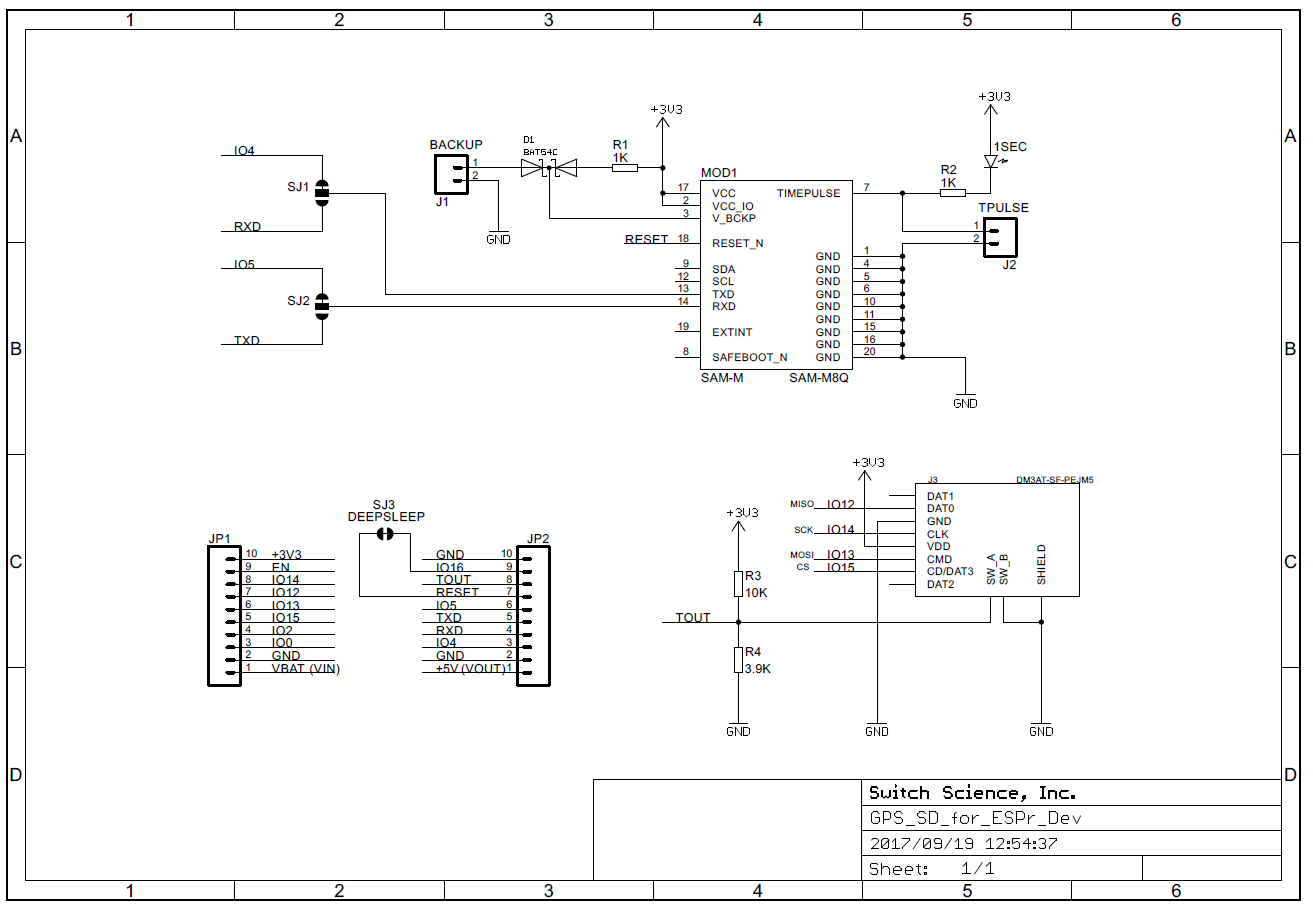 1 2 3 4 5 6
A A
B B
C C
D D
IO4
SJ1
RXD
IO5
SJ2
TXD
BACKUP
1
2
J1
GND
D1
BAT54C
R1
1K
+3V3
MOD1
17 VCC
2 VCC_IO
3 V_BCKP
RESET 18 RESET_N
9 SDA
12 SCL
13 TXD
14 RXD
19 EXTINT
8 SAFEBOOT_N
TIMEPULSE 7
GND 1
GND 4
GND 5
GND 6
GND 10
GND 11
GND 15
GND 16
GND 20
SAM-M SAM-M8Q
+3V3
1SEC
R2
1K
TPULSE
1
2
J2
GND
SJ3
DEEPSLEEP
JP1
10 +3V3
9 EN
8 IO14
7 IO12
6 IO13
5 IO15
4 IO2
3 IO0
2 GND
1 VBAT (VIN)
JP2
GND 10
IO16 9
TOUT 8
RESET 7
IO5 6
TXD 5
RXD 4
IO4 3
GND 2
+5V (VOUT) 1
+3V3
R3
10K
TOUT
R4
3.9K
GND
+3V3
J3 DM3AT-SF-PEJM5
DAT1
MISO IO12 DAT0
GND
SCK IO14 CLK
VDD
MOSI IO13 CMD
CS IO15 CD/DAT3
DAT2
SW_A
SW_B
SHIELD
GND
GND
Switch Science, Inc.
GPS_SD_for_ESPr_Dev
2017/09/19 12:54:37
Sheet: 1/1
1 2 3 4 5 6